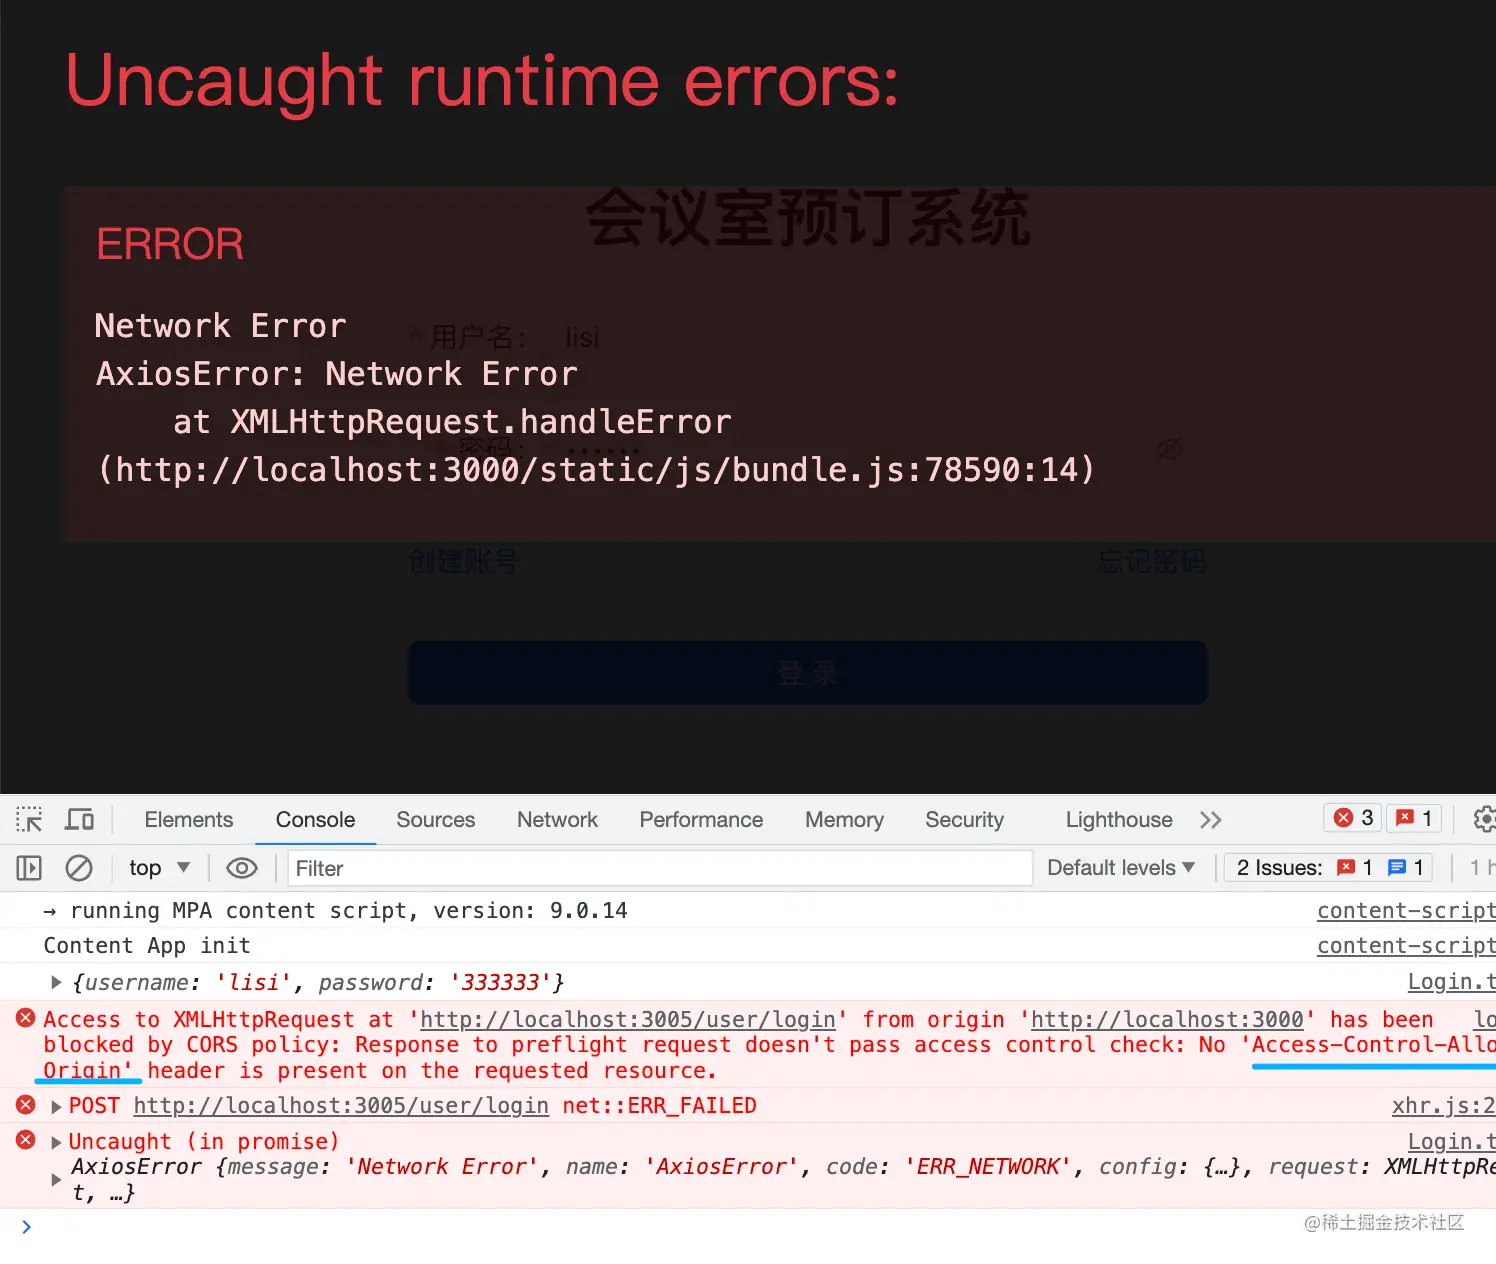 Uncaught runtime errors:
会议室预订系统
ERROR
Network Error
* 用户名： lisi
AxiosError: Network Error
at XMLHttpRequest.handleError
密码： ••••••
(http://localhost:3000/static/js/bundle.js:78590:14)
创建账号 忘记密码
登 录
Elements Console Sources Network Performance Memory Security Lighthouse 3 1
top Filter Default levels 2 Issues: 1 1 1 h
→ running MPA content script, version: 9.0.14 content-script
Content App init content-script
{username: 'lisi', password: '333333'} Login.t
Access to XMLHttpRequest at 'http://localhost:3005/user/login' from origin 'http://localhost:3000' has been lo
blocked by CORS policy: Response to preflight request doesn't pass access control check: No 'Access-Control-Allo
Origin' header is present on the requested resource.
POST http://localhost:3005/user/login net::ERR_FAILED xhr.js:2
Uncaught (in promise) Login.t
AxiosError {message: 'Network Error', name: 'AxiosError', code: 'ERR_NETWORK', config: {…}, request: XMLHttpRe
t, …}
@稀土掘金技术社区